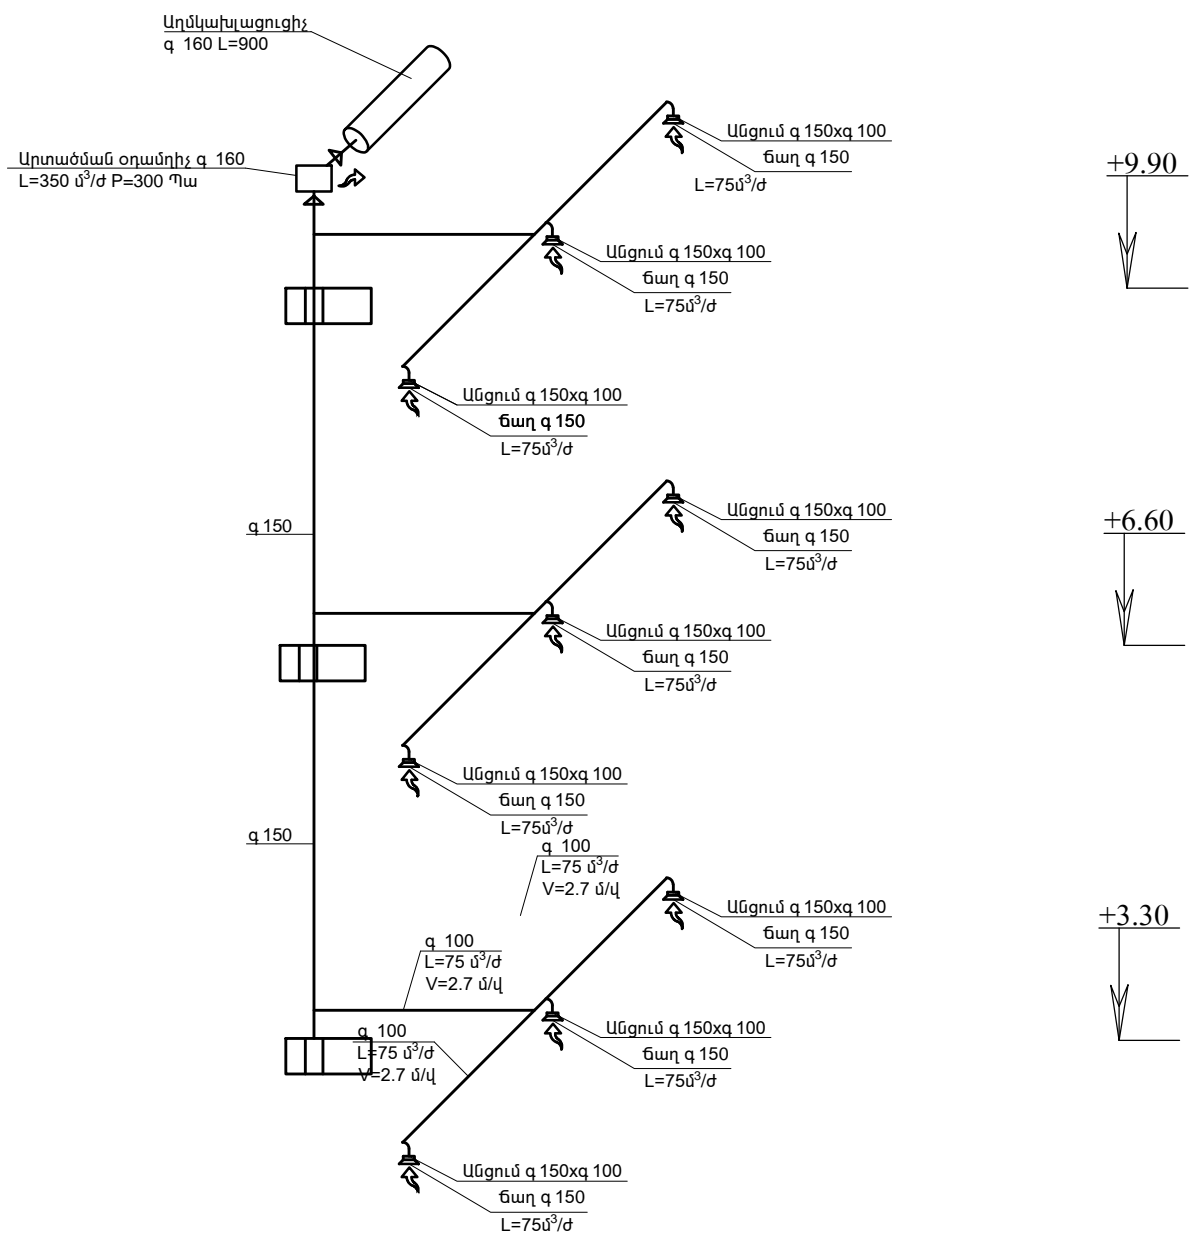 Աղմկախլացուցիչ
գ 160 L=900
Արտածման օդամղիչ գ 160
L=350 մ³/ժ P=300 Պա
Անցում գ 150xգ 100
ճաղ գ 150
L=75մ³/ժ
+9.90
Անցում գ 150xգ 100
ճաղ գ 150
L=75մ³/ժ
Անցում գ 150xգ 100
ճաղ գ 150
L=75մ³/ժ
գ 150
Անցում գ 150xգ 100
ճաղ գ 150
L=75մ³/ժ
+6.60
Անցում գ 150xգ 100
ճաղ գ 150
L=75մ³/ժ
Անցում գ 150xգ 100
ճաղ գ 150
L=75մ³/ժ
գ 150
գ 100
L=75 մ³/ժ
V=2.7 մ/վ
Անցում գ 150xգ 100
ճաղ գ 150
L=75մ³/ժ
+3.30
գ 100
L=75 մ³/ժ
V=2.7 մ/վ
գ 100
L=75 մ³/ժ
V=2.7 մ/վ
Անցում գ 150xգ 100
ճաղ գ 150
L=75մ³/ժ
Անցում գ 150xգ 100
ճաղ գ 150
L=75մ³/ժ